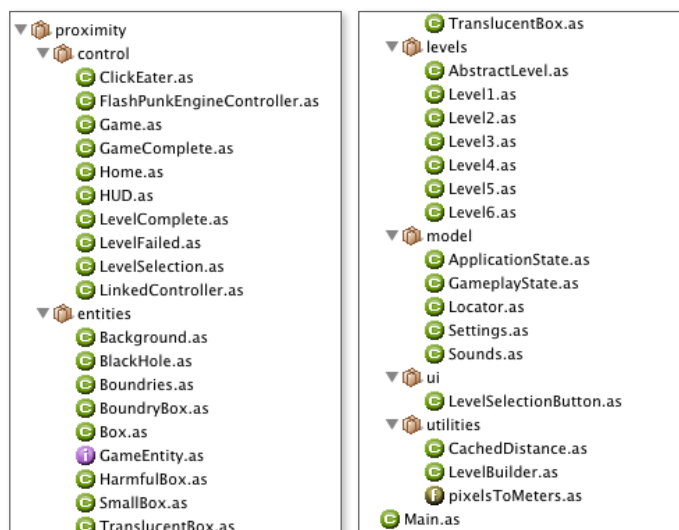 proximity
control
ClickEater.as
FlashPunkEngineController.as
Game.as
GameComplete.as
Home.as
HUD.as
LevelComplete.as
LevelFailed.as
LevelSelection.as
LinkedController.as
entities
Background.as
BlackHole.as
Boundries.as
BoundryBox.as
Box.as
GameEntity.as
HarmfulBox.as
SmallBox.as
TranslucentBox.as
TranslucentBox.as
levels
AbstractLevel.as
Level1.as
Level2.as
Level3.as
Level4.as
Level5.as
Level6.as
model
ApplicationState.as
GameplayState.as
Locator.as
Settings.as
Sounds.as
ui
LevelSelectionButton.as
utilities
CachedDistance.as
LevelBuilder.as
pixelsToMeters.as
Main.as